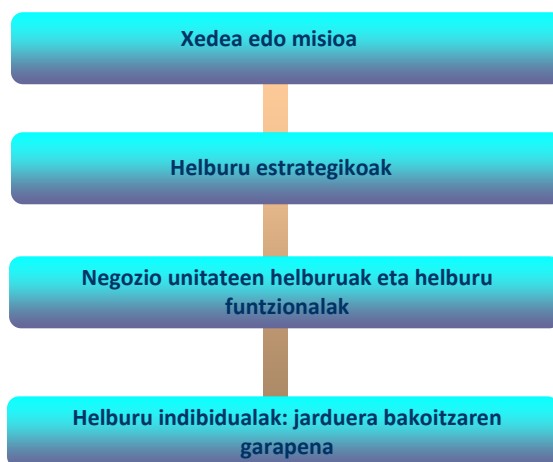 Xedea edo misioa
Helburu estrategikoak
Negozio unitateen helburuak eta helburu
funtzionalak
Helburu indibidualak: jarduera bakoitzaren
garapena